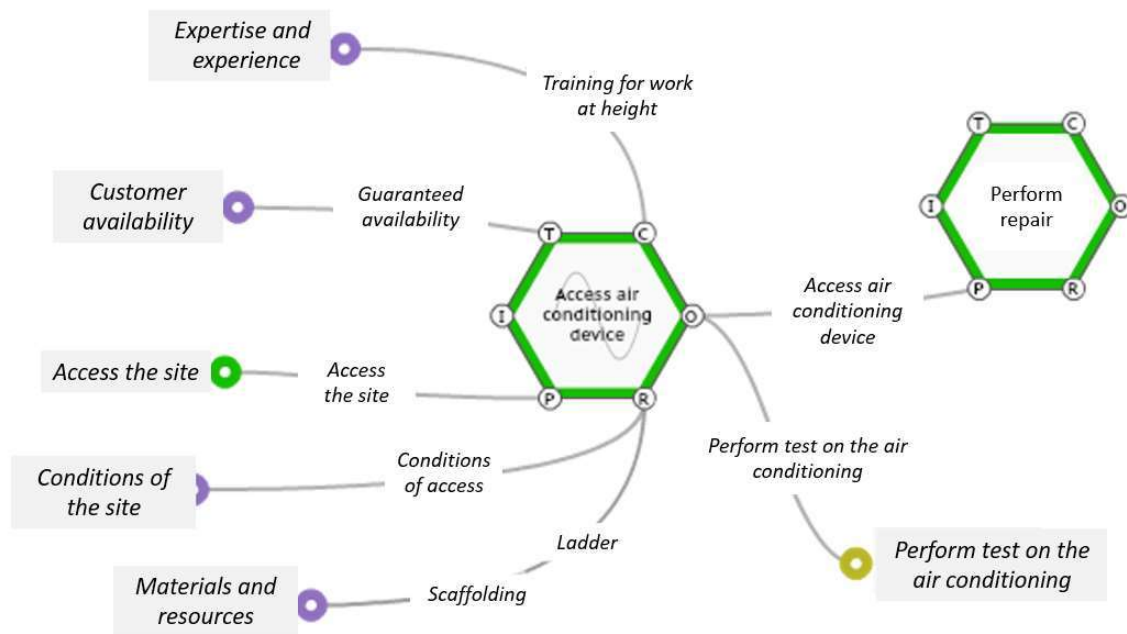 Expertise and
experience
Training for work
at height
T
C
Customer
availability
Guaranteed
availability
I
Perform
repair
O
T
C
P
R
Access air
conditioning
device
I
Access air
conditioning
device
O
Access the site
Access
the site
P
R
Conditions of
the site
Conditions
of access
Perform test on the air
conditioning
Ladder
Perform test on the
air conditioning
Materials and
resources
Scaffolding